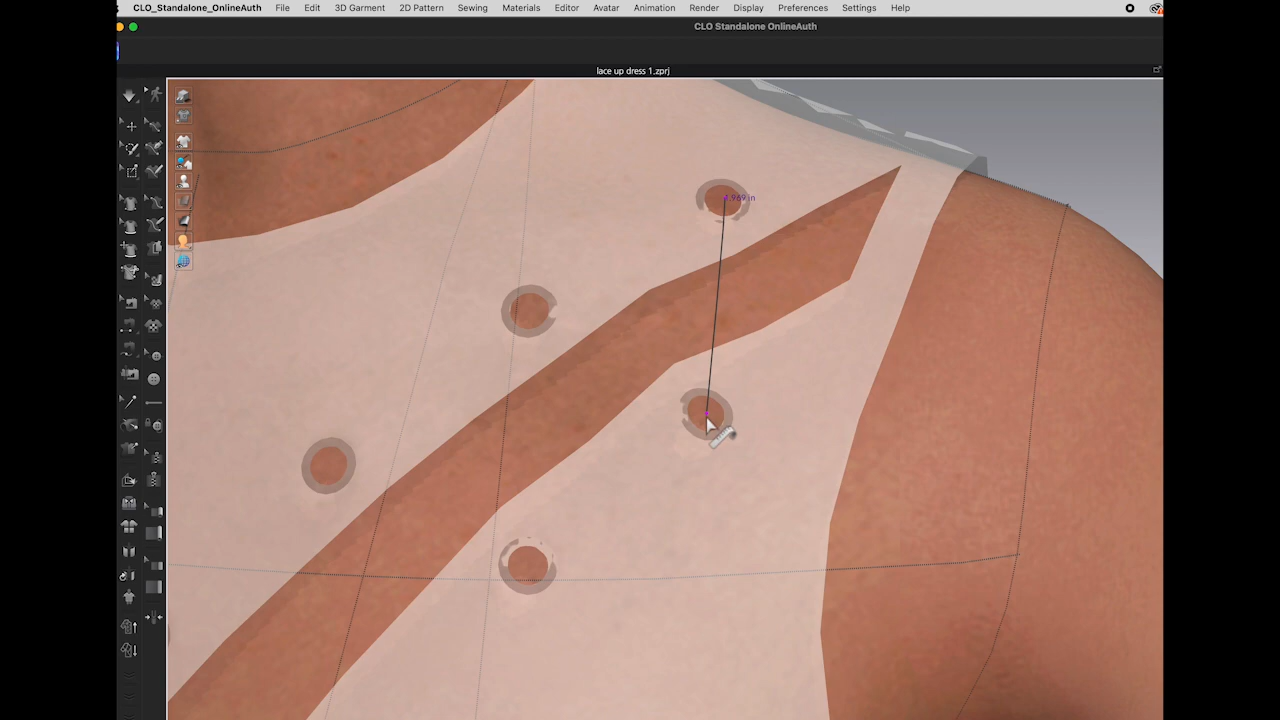 CLO_Standalone_OnlineAuth File Edit 3D Garment 2D Pattern Sewing Materials Editor Avatar Animation Render Display Preferences Settings Help
CLO Standalone OnlineAuth
lace up dress 1.zprj